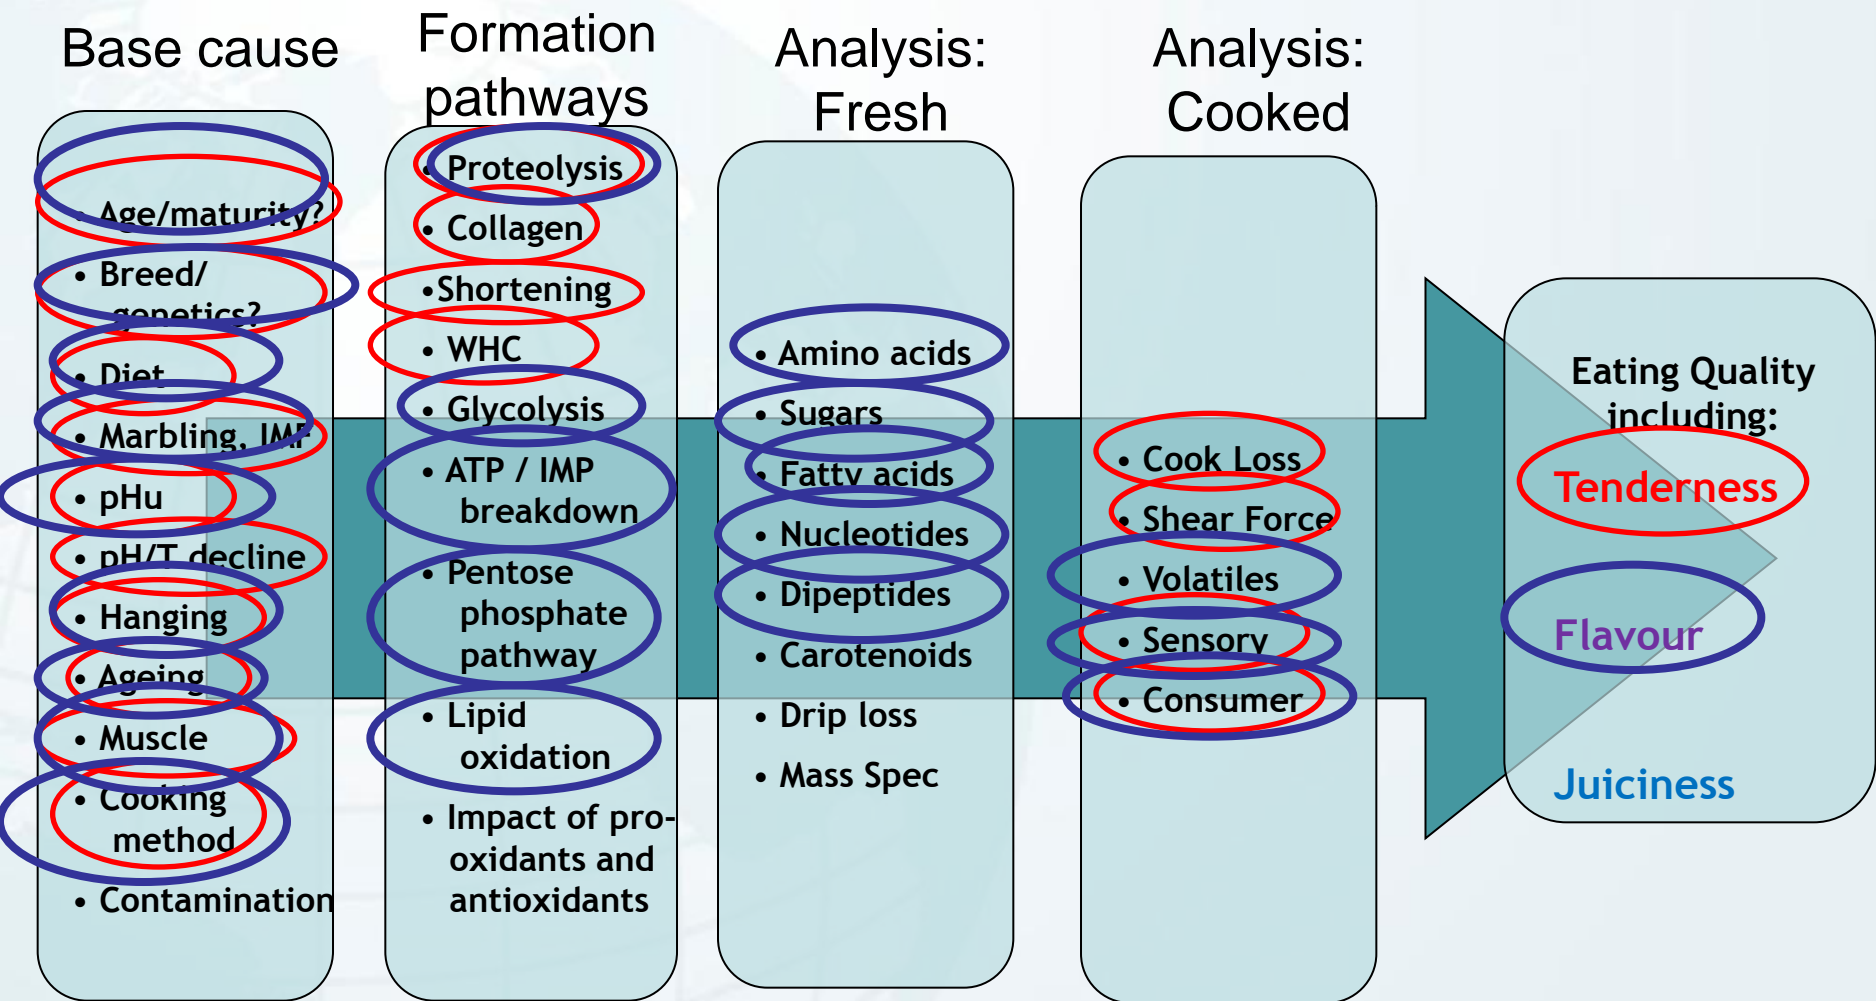 Base cause
• Age/maturity?
• Breed/
genetics?
• Diet
• Marbling, IMF
• pHu
• pH/T decline
• Hanging
• Ageing
• Muscle
• Cooking
method
• Contamination
Formation
pathways
• Proteolysis
• Collagen
•Shortening
• WHC
• Glycolysis
• ATP / IMP
breakdown
• Pentose
phosphate
pathway
• Lipid
oxidation
• Impact of pro-
oxidants and
antioxidants
Analysis:
Fresh
• Amino acids
• Sugars
• Fatty acids
• Nucleotides
• Dipeptides
• Carotenoids
• Drip loss
• Mass Spec
Analysis:
Cooked
• Cook Loss
• Shear Force
• Volatiles
• Sensory
• Consumer
Eating Quality
including:
Tenderness
Flavour
Juiciness